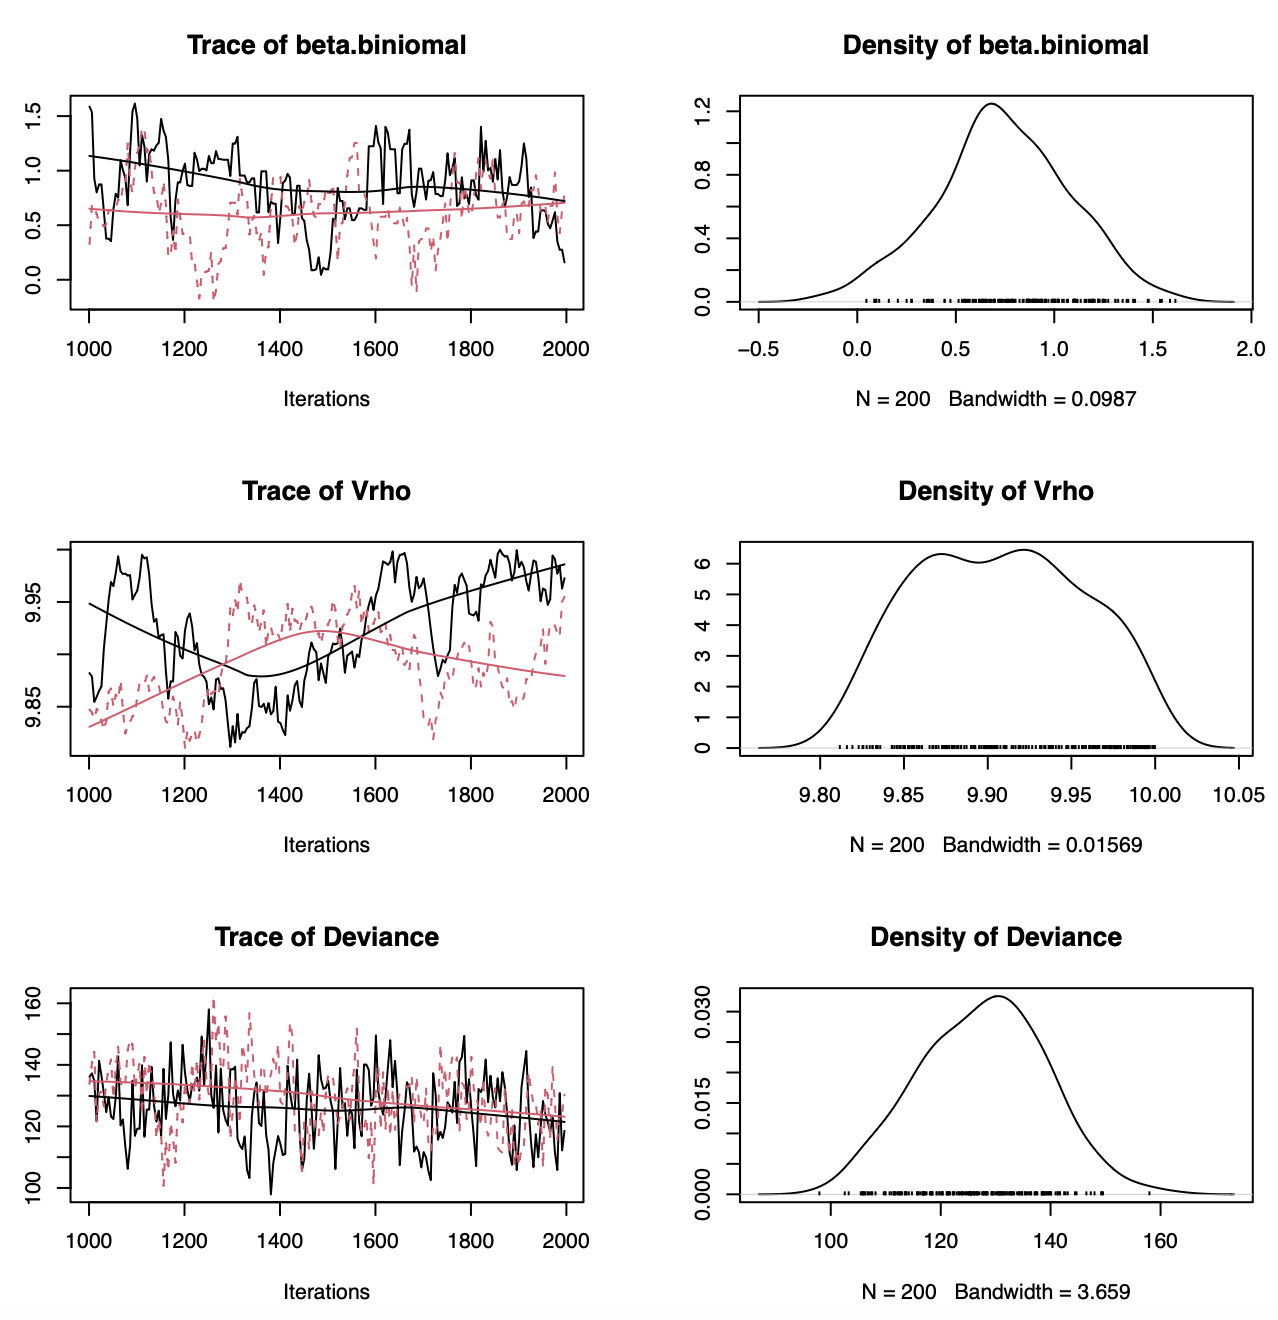 Trace of beta.biniomal
Density of beta.biniomal
0.0 0.5 1.0 1.5
1000 1200 1400 1600 1800 2000
Iterations
0.0 0.4 0.8 1.2
−0.5 0.0 0.5 1.0 1.5 2.0
N = 200 Bandwidth = 0.0987
Trace of Vrho
Density of Vrho
9.85 9.95
1000 1200 1400 1600 1800 2000
Iterations
0 1 2 3 4 5 6
9.80 9.85 9.90 9.95 10.00 10.05
N = 200 Bandwidth = 0.01569
Trace of Deviance
Density of Deviance
100 120 140 160
1000 1200 1400 1600 1800 2000
Iterations
0.000 0.015 0.030
100 120 140 160
N = 200 Bandwidth = 3.659